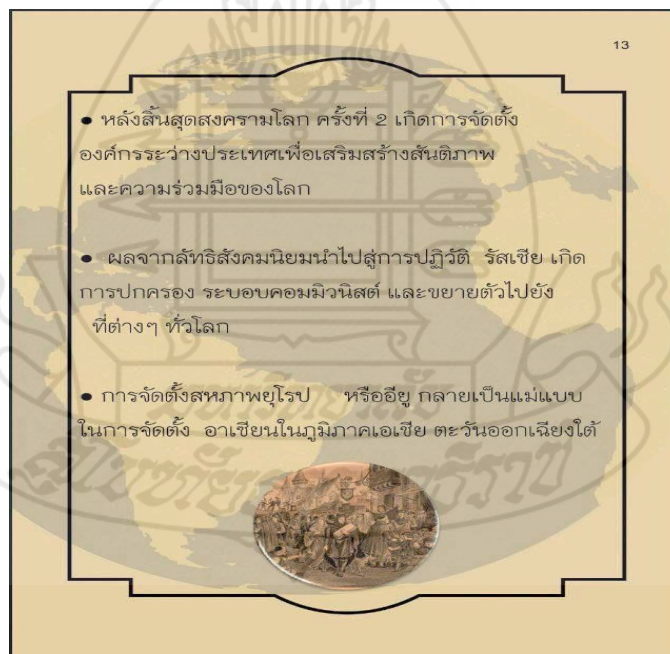 13
● หลังสิ้นสุดสงครามโลก ครั้งที่ 2 เกิดการจัดตั้ง
องค์กรระว่างประเทศเพื่อเสริมสร้างสันติภาพ
และความร่วมมือของโลก
● ผลจากลัทธิสังคมนิยมนำไปสู่การปฏิวัติ รัสเซีย เกิด
การปกครอง ระบอบคอมมิวนิสต์ และขยายตัวไปยัง
ที่ต่างๆ ทั่วโลก
● การจัดตั้งสหภาพยุโรป หรืออียู กลายเป็นแม่แบบ
ในการจัดตั้ง อาเซียนในภูมิภาคเอเชีย ตะวันออกเฉียงใต้